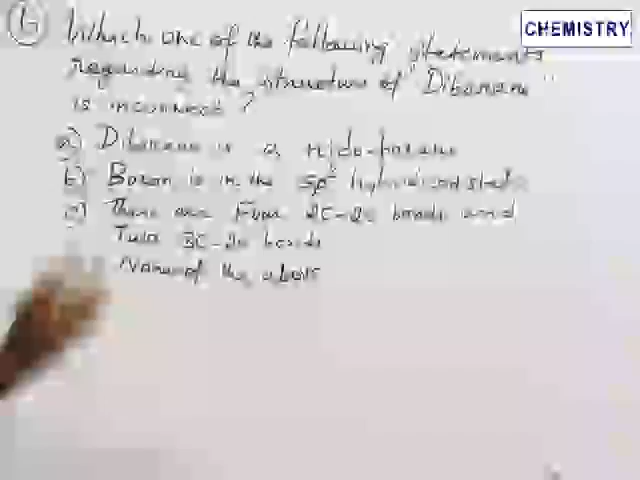 CHEMISTRY
1. Which one of the following statements
regarding the structure of "Diborane"
is incorrect?
a) Diborane is a nido-borane
b) Boron is in the hybridised state
c) There are Four 2C-2e bonds and
Two 3C-2e bonds
None of the above